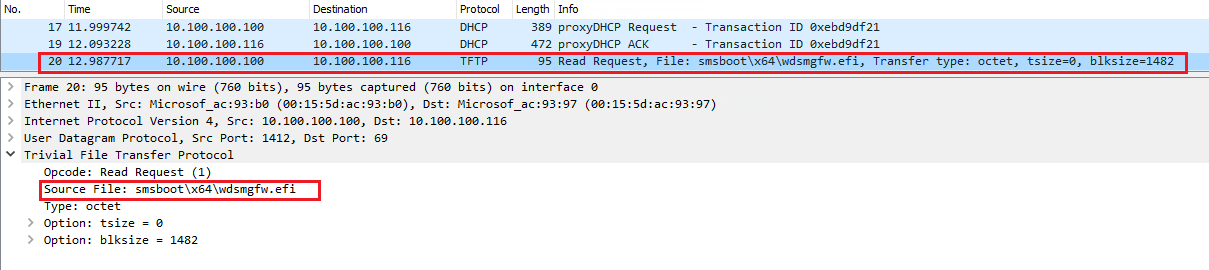 No. Time Source Destination Protocol Length Info
17 11.999742 10.100.100.100 10.100.100.116 DHCP 389 proxyDHCP Request - Transaction ID 0xebd9df21
19 12.093228 10.100.100.116 10.100.100.100 DHCP 472 proxyDHCP ACK - Transaction ID 0xebd9df21
20 12.987717 10.100.100.100 10.100.100.116 TFTP 95 Read Request, File: smsboot\x64\wdsmgfw.efi, Transfer type: octet, tsize=0, blksize=1482
Frame 20: 95 bytes on wire (760 bits), 95 bytes captured (760 bits) on interface 0
Ethernet II, Src: Microsof_ac:93:b0 (00:15:5d:ac:93:b0), Dst: Microsof_ac:93:97 (00:15:5d:ac:93:97)
Internet Protocol Version 4, Src: 10.100.100.100, Dst: 10.100.100.116
User Datagram Protocol, Src Port: 1412, Dst Port: 69
Trivial File Transfer Protocol
Opcode: Read Request (1)
Source File: smsboot\x64\wdsmgfw.efi
Type: octet
Option: tsize = 0
Option: blksize = 1482